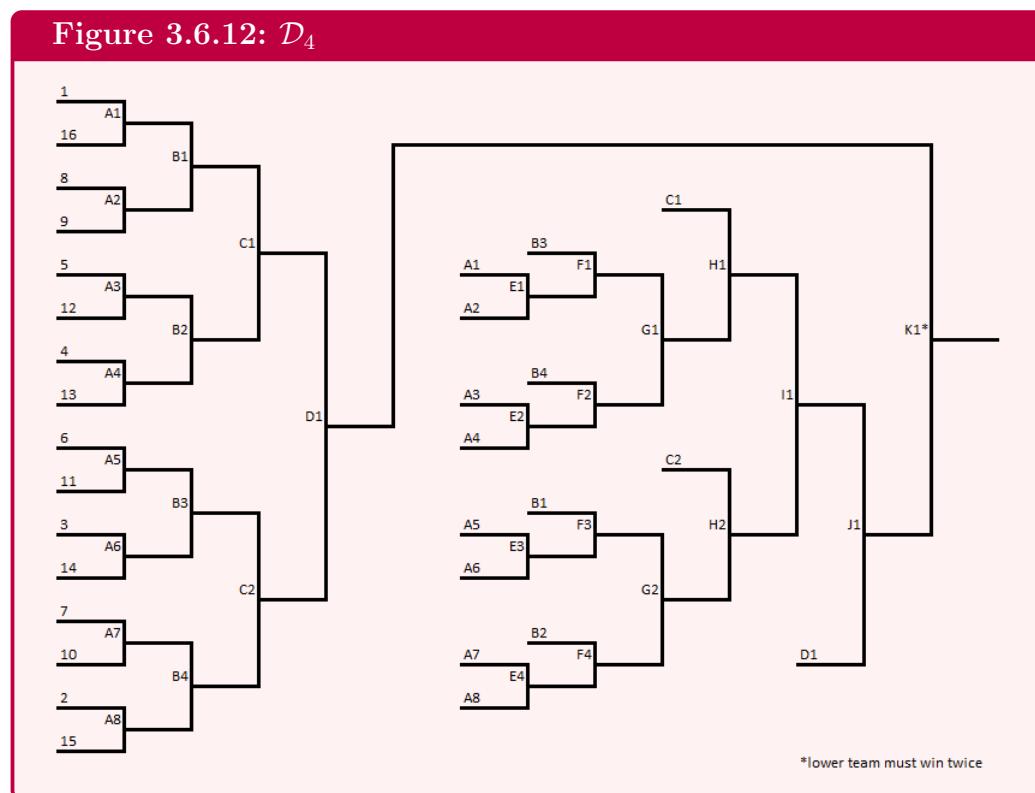 Figure 3.6.12: 𝒟₄
1
A1
16
B1
8
A2
9
C1
5
A3
12
B2
4
A4
13
D1
6
A5
11
B3
3
A6
14
C2
7
A7
10
B4
2
A8
15
C1
H1
B3
F1
A1
E1
A2
G1
B4
F2
A3
E2
A4
I1
C2
H2
B1
F3
A5
E3
A6
G2
B2
F4
A7
E4
A8
J1
D1
K1*
*lower team must win twice